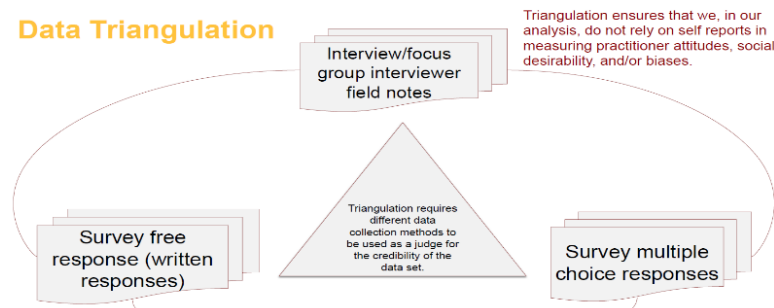 Data Triangulation
Triangulation ensures that we, in our
analysis, do not rely on self reports in
measuring practitioner attitudes, social
desirability, and/or biases.
Interview/focus
group interviewer
field notes
Triangulation requires
different data
collection methods to
be used as a judge for
the credibility of the
data set.
Survey free
response (written
responses)
Survey multiple
choice responses